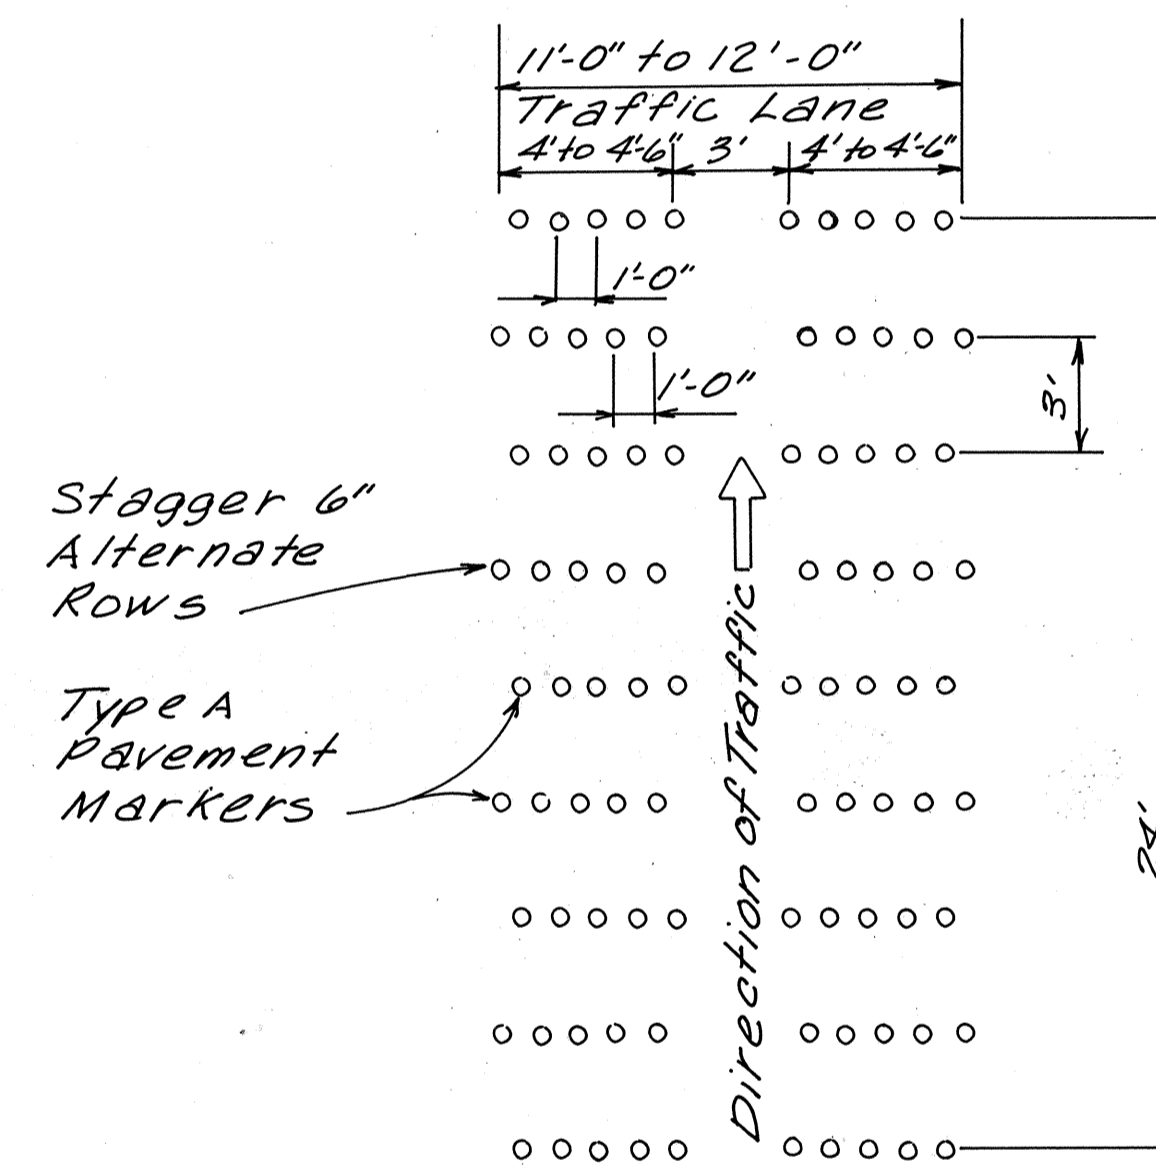 11'-0" to 12'-0"
Traffic Lane
4' to 4'-6" 3' 4' to 4'-6"
1'-0"
1'-0"
3'
Stagger 6"
Alternate
Rows
Type A
Pavement
Markers
Direction of Traffic
24'